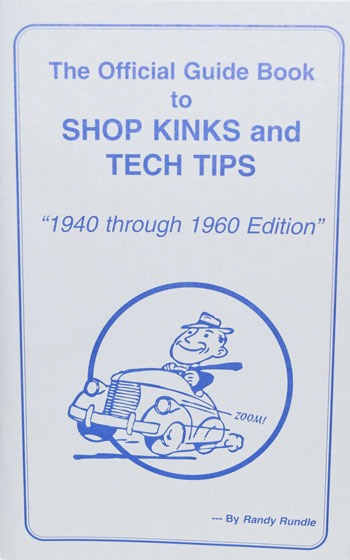 The Official Guide Book
to
SHOP KINKS and
TECH TIPS
"1940 through 1960 Edition"
ZOOM!
--- By Randy Rundle